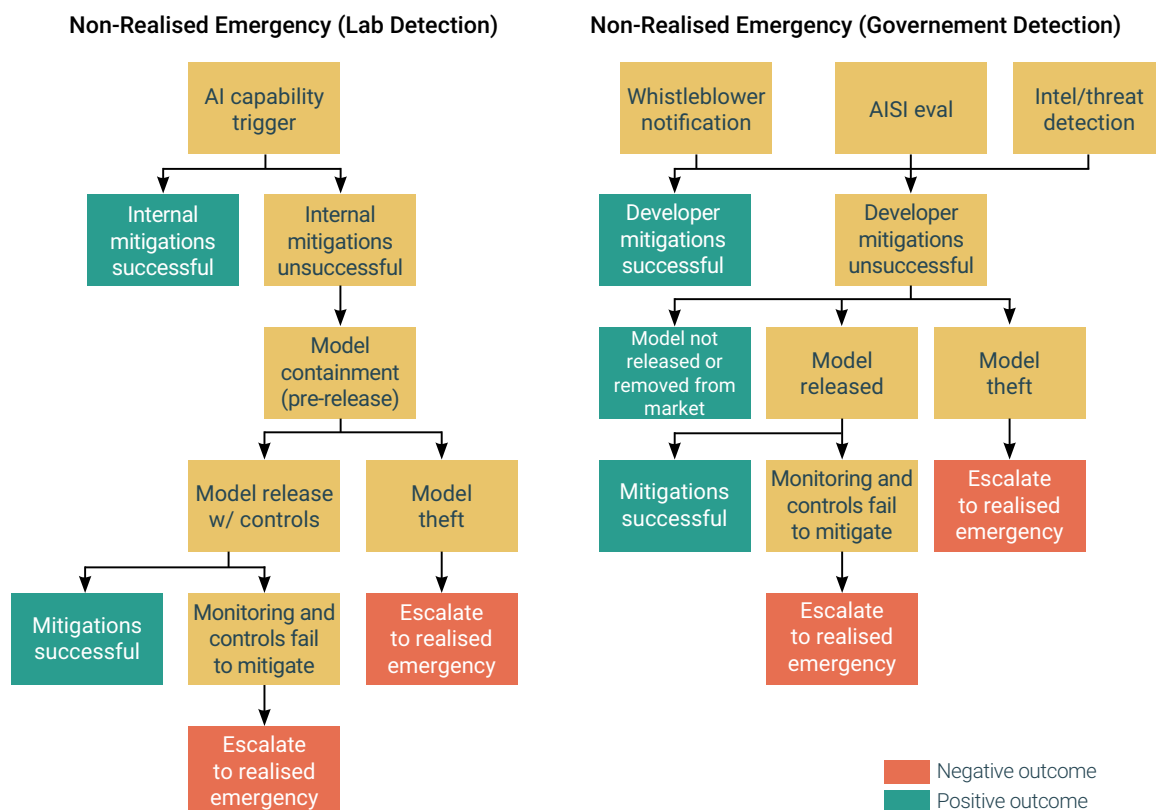 Non-Realised Emergency (Lab Detection)
AI capability
trigger
Internal
mitigations
successful
Internal
mitigations
unsuccessful
Model
containment
(pre-release)
Model release
w/ controls
Model
theft
Mitigations
successful
Monitoring and
controls fail
to mitigate
Escalate
to realised
emergency
Escalate
to realised
emergency
Non-Realised Emergency (Governement Detection)
Whistleblower
notification
AISI eval
Intel/threat
detection
Developer
mitigations
successful
Developer
mitigations
unsuccessful
Model not
released or
removed from
market
Model
released
Model
theft
Mitigations
successful
Monitoring and
controls fail
to mitigate
Escalate
to realised
emergency
Escalate
to realised
emergency
Negative outcome
Positive outcome